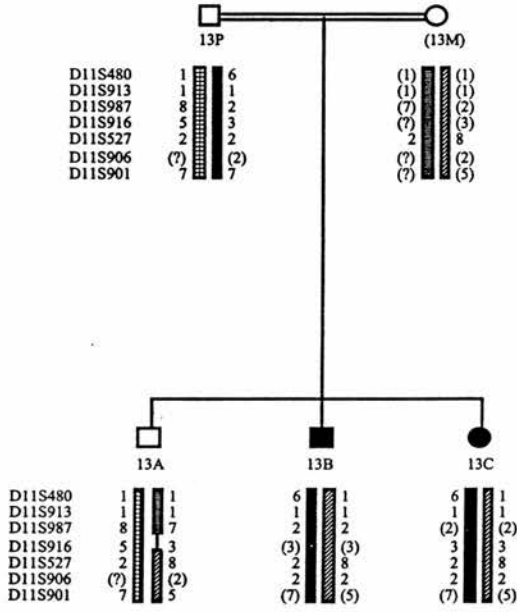 13P (13M)
D11S480 1 6 (1) (1)
D11S913 1 1 (1) (1)
D11S987 8 2 (7) (2)
D11S916 5 3 (?) (3)
D11S527 2 2 2 8
D11S906 (?) (2) (?) (2)
D11S901 7 7 (?) (5)
13A 13B 13C
D11S480 1 1 6 1 6 1
D11S913 1 1 1 1 1 1
D11S987 8 7 2 2 (2) (2)
D11S916 5 3 (3) (3) 3 3
D11S527 2 8 2 8 2 8
D11S906 (?) (2) 2 2 2 2
D11S901 7 5 (7) (5) (7) (5)